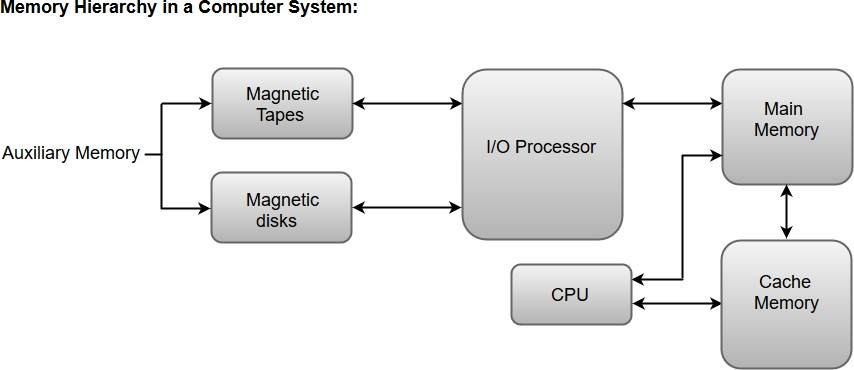 Memory Hierarchy in a Computer System:
Magnetic
Tapes
Auxiliary Memory
Magnetic
disks
I/O Processor
Main
Memory
CPU
Cache
Memory